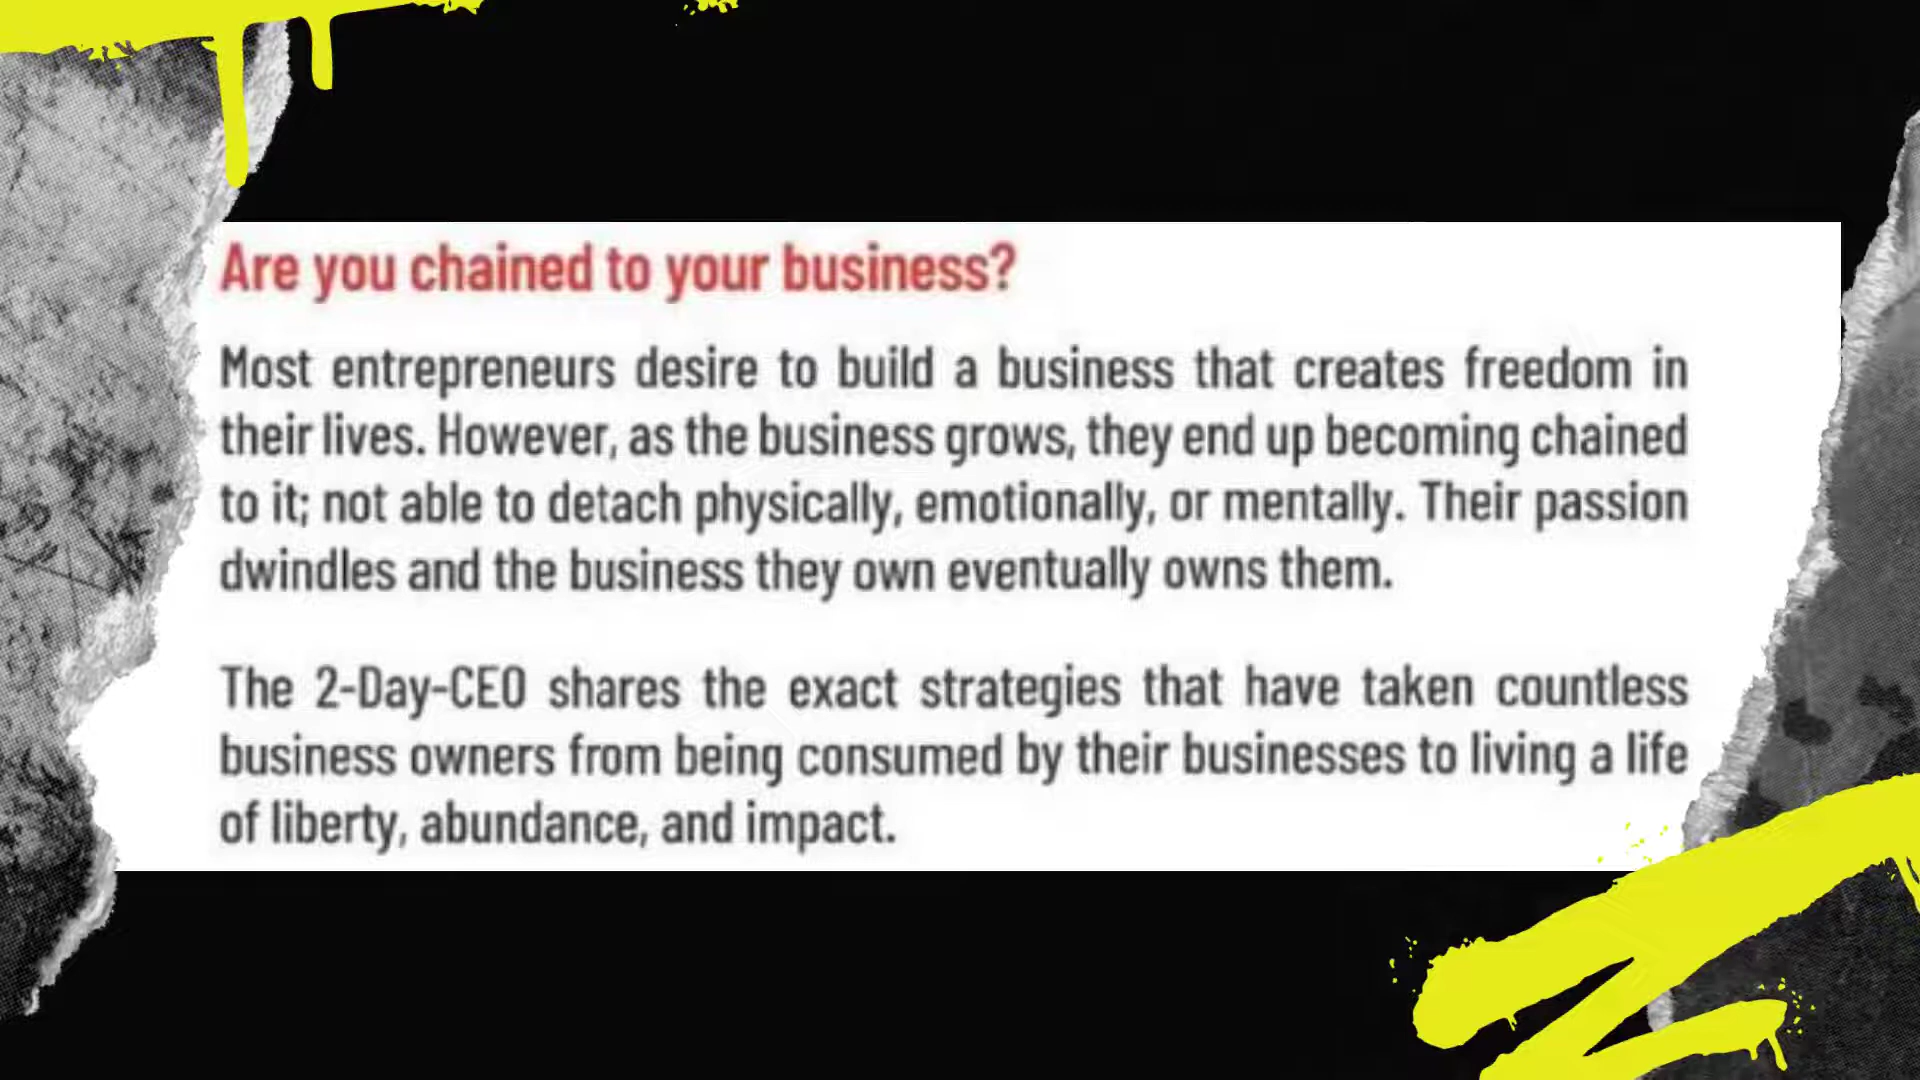 Are you chained to your business?
Most entrepreneurs desire to build a business that creates freedom in
their lives. However, as the business grows, they end up becoming chained
to it; not able to detach physically, emotionally, or mentally. Their passion
dwindles and the business they own eventually owns them.
The 2-Day-CEO shares the exact strategies that have taken countless
business owners from being consumed by their businesses to living a life
of liberty, abundance, and impact.